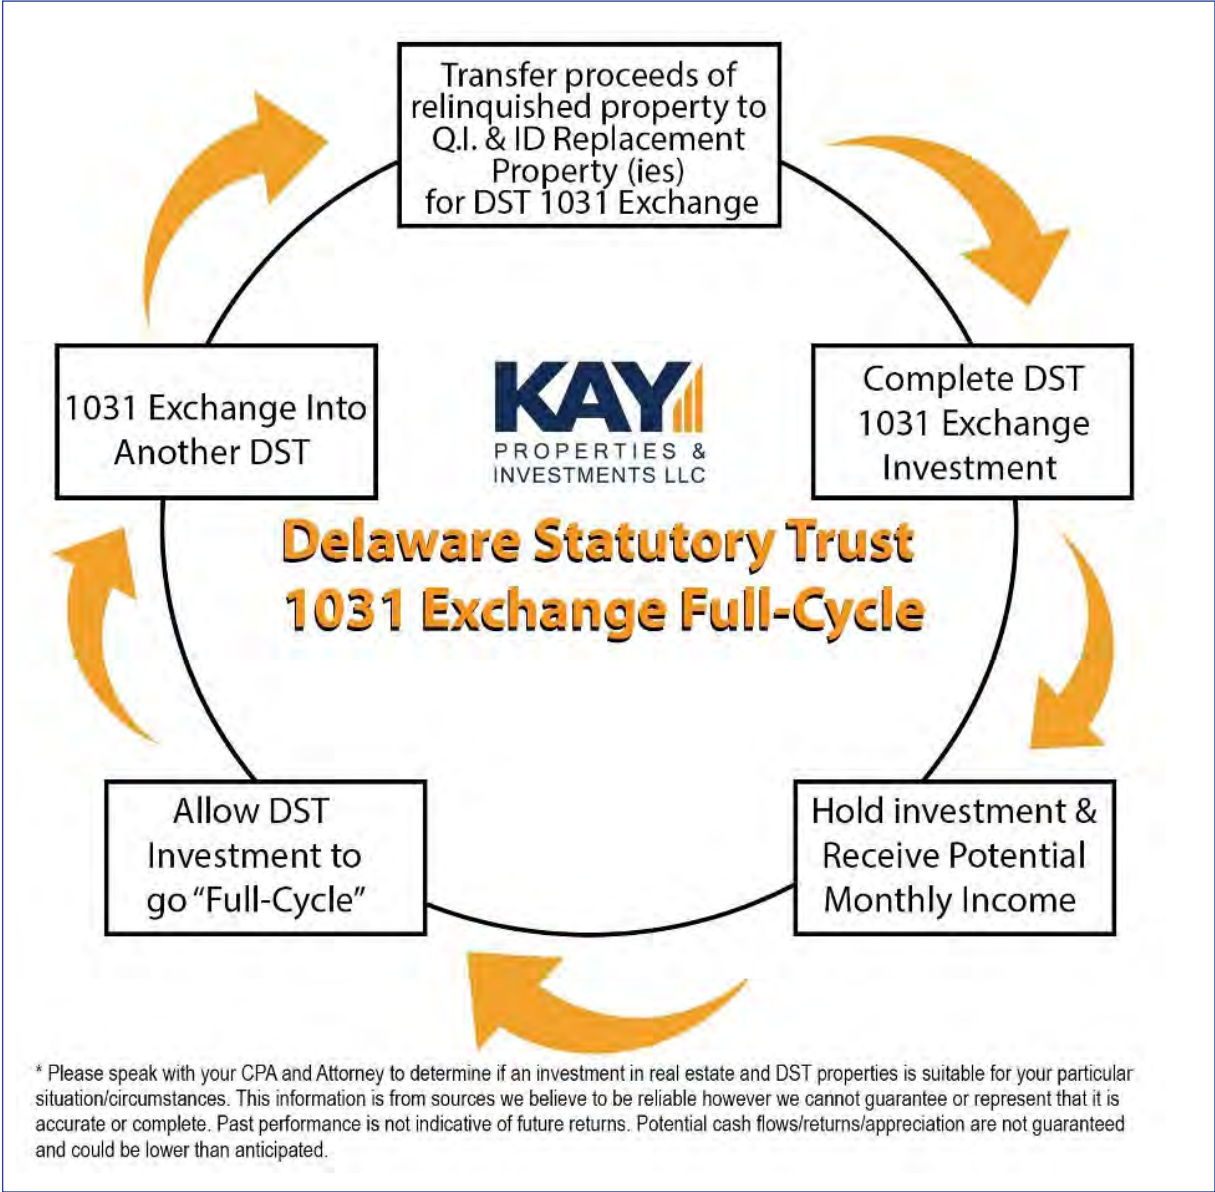 Transfer proceeds of
relinquished property to
Q.I. & ID Replacement
Property (ies)
for DST 1031 Exchange
Complete DST
1031 Exchange
Investment
Hold investment &
Receive Potential
Monthly Income
Allow DST
Investment to
go “Full-Cycle”
1031 Exchange Into
Another DST
KAY
PROPERTIES &
INVESTMENTS LLC
Delaware Statutory Trust
1031 Exchange Full-Cycle
* Please speak with your CPA and Attorney to determine if an investment in real estate and DST properties is suitable for your particular
situation/circumstances. This information is from sources we believe to be reliable however we cannot guarantee or represent that it is
accurate or complete. Past performance is not indicative of future returns. Potential cash flows/returns/appreciation are not guaranteed
and could be lower than anticipated.